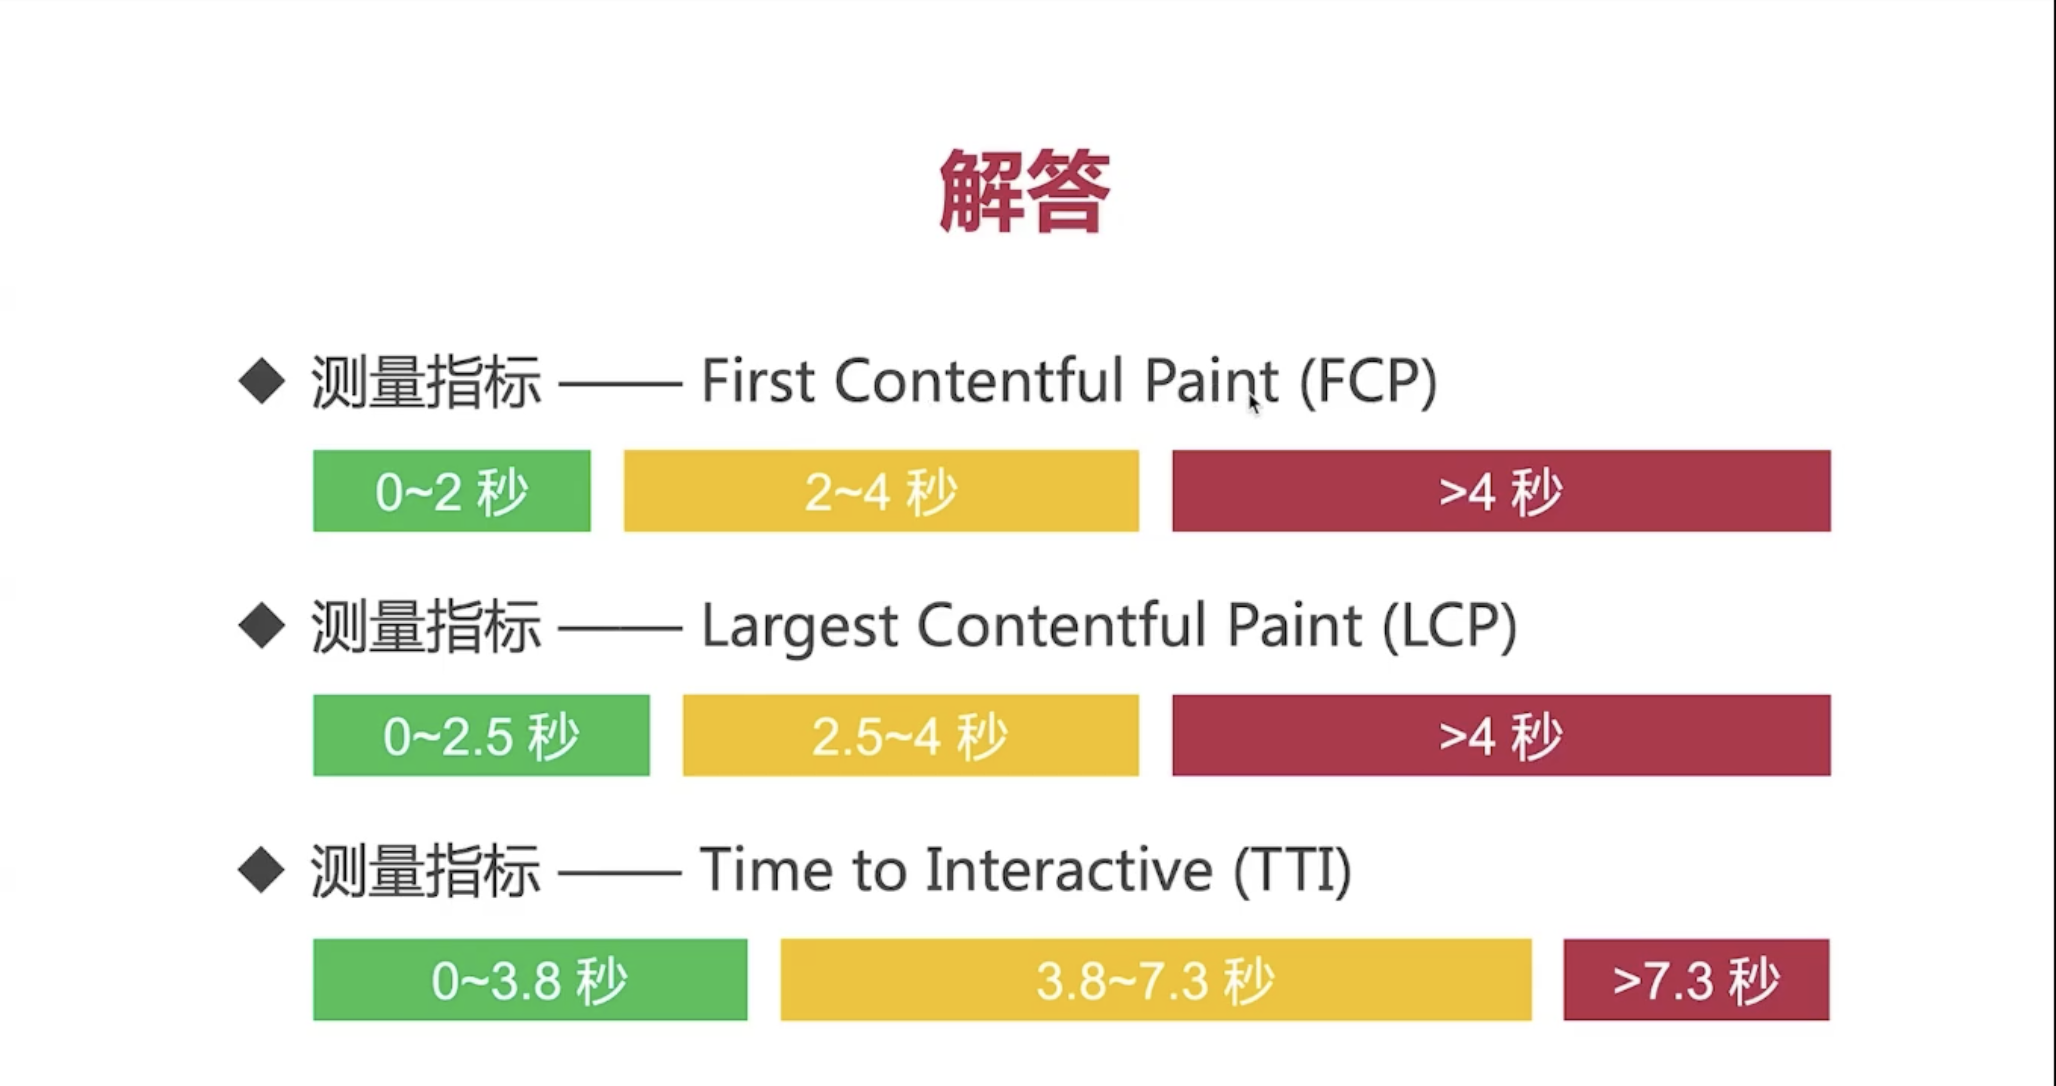 解答
测量指标 —— First Contentful Paint (FCP)
0~2 秒 2~4 秒 >4 秒
测量指标 —— Largest Contentful Paint (LCP)
0~2.5 秒 2.5~4 秒 >4 秒
测量指标 —— Time to Interactive (TTI)
0~3.8 秒 3.8~7.3 秒 >7.3 秒